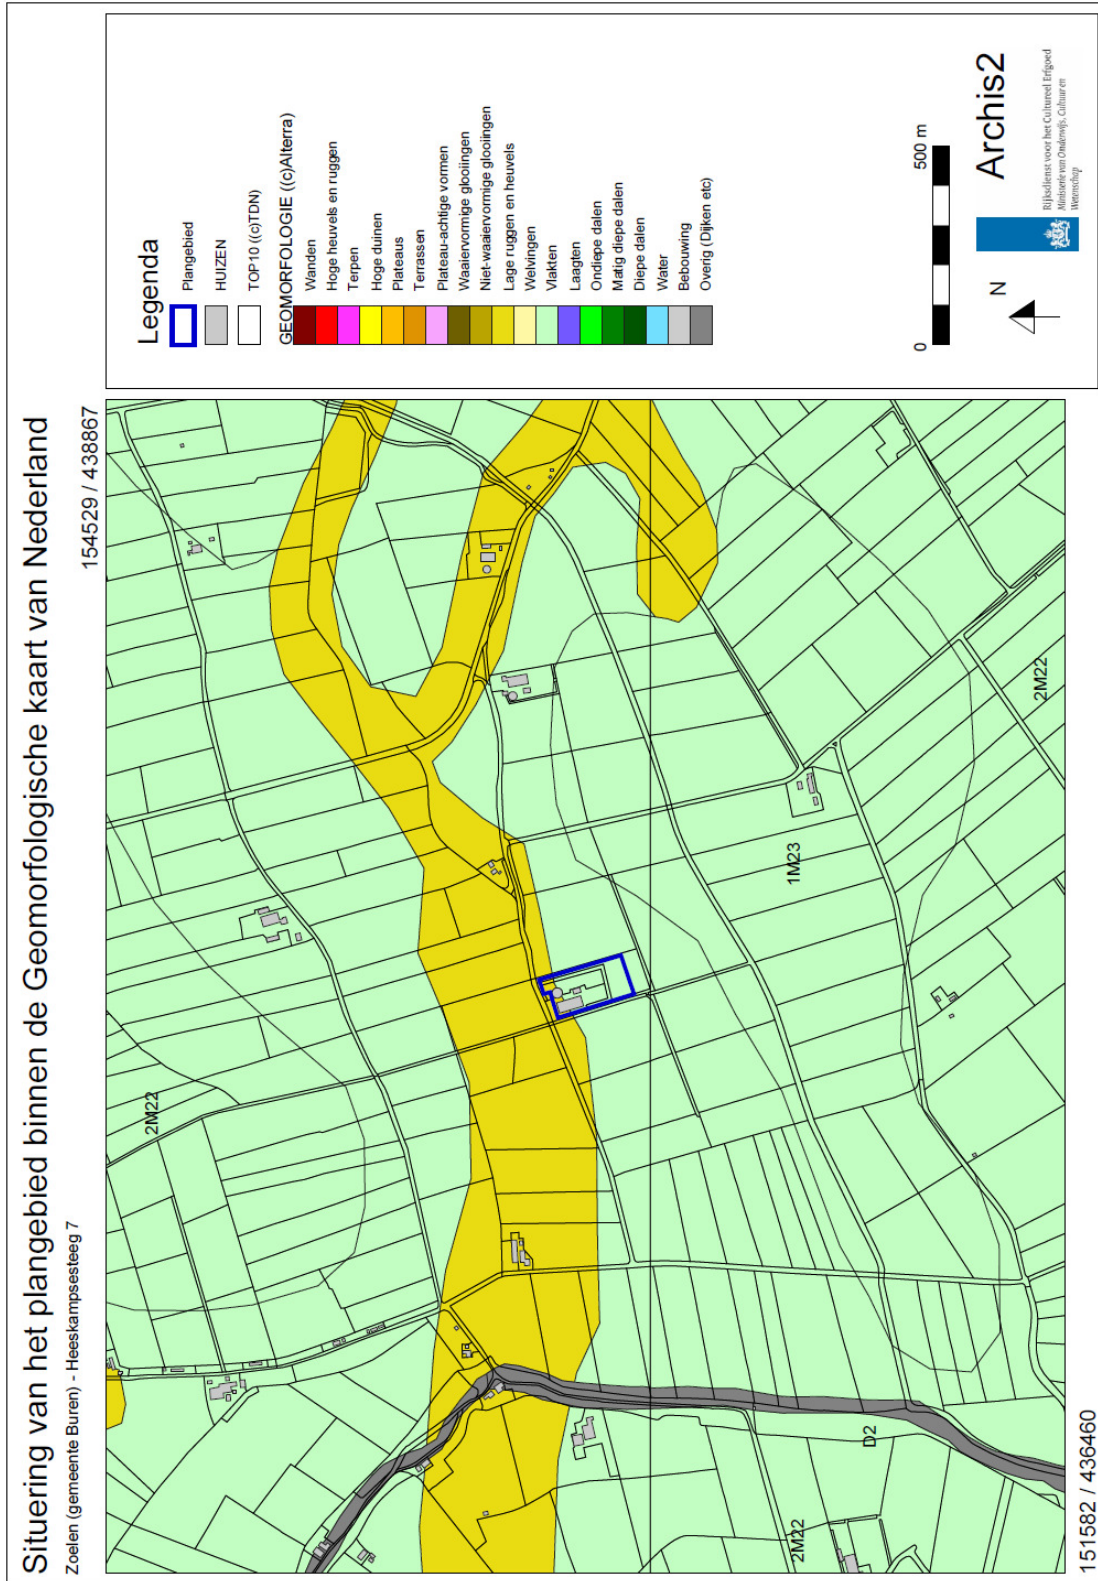 Situering van het plangebied binnen de Geomorfologische kaart van Nederland
Zoelen (gemeente Buren) - Heeskampsesteeg 7
154529 / 438867
2M22
1M23
2M22
D2
2M22
151582 / 436460
Legenda
Plangebied
HUIZEN
TOP10 ((c)TDN)
GEOMORFOLOGIE ((c)Alterra)
Wanden
Hoge heuvels en ruggen
Terpen
Hoge duinen
Plateaus
Terrassen
Plateau-achtige vormen
Waaiervormige glooiingen
Niet-waaiervormige glooiingen
Lage ruggen en heuvels
Welvingen
Vlakten
Laagten
Ondiepe dalen
Matig diepe dalen
Diepe dalen
Water
Bebouwing
Overig (Dijken etc)
0 500 m
N
Archis2
Rijksdienst voor het Cultureel Erfgoed
Ministerie van Onderwijs, Cultuur en
Wetenschap